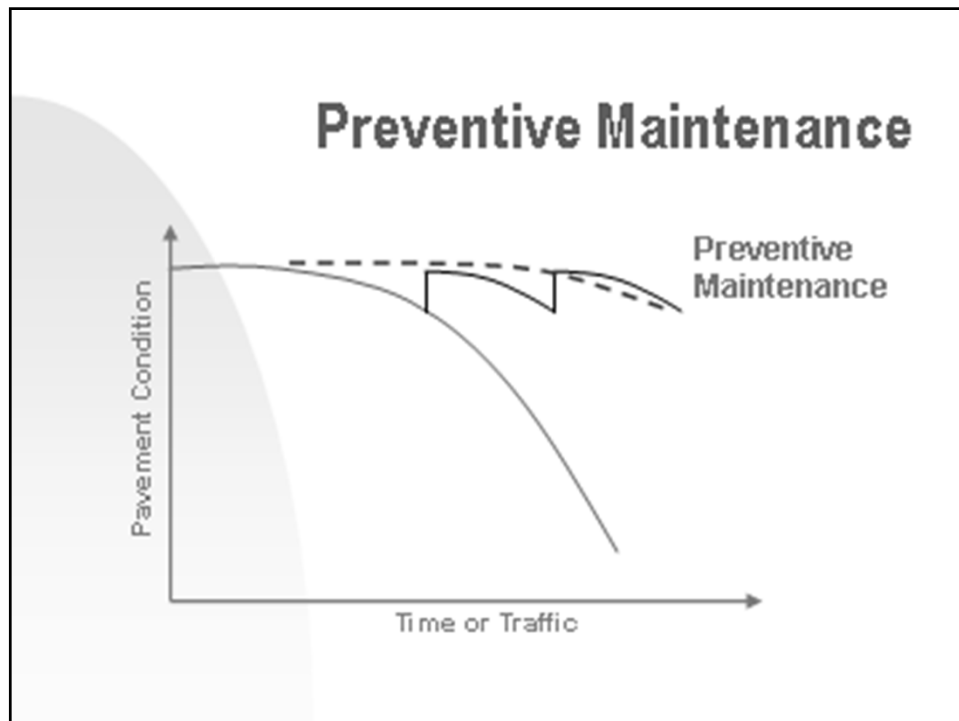 Preventive Maintenance
Preventive
Maintenance
Pavement Condition
Time or Traffic